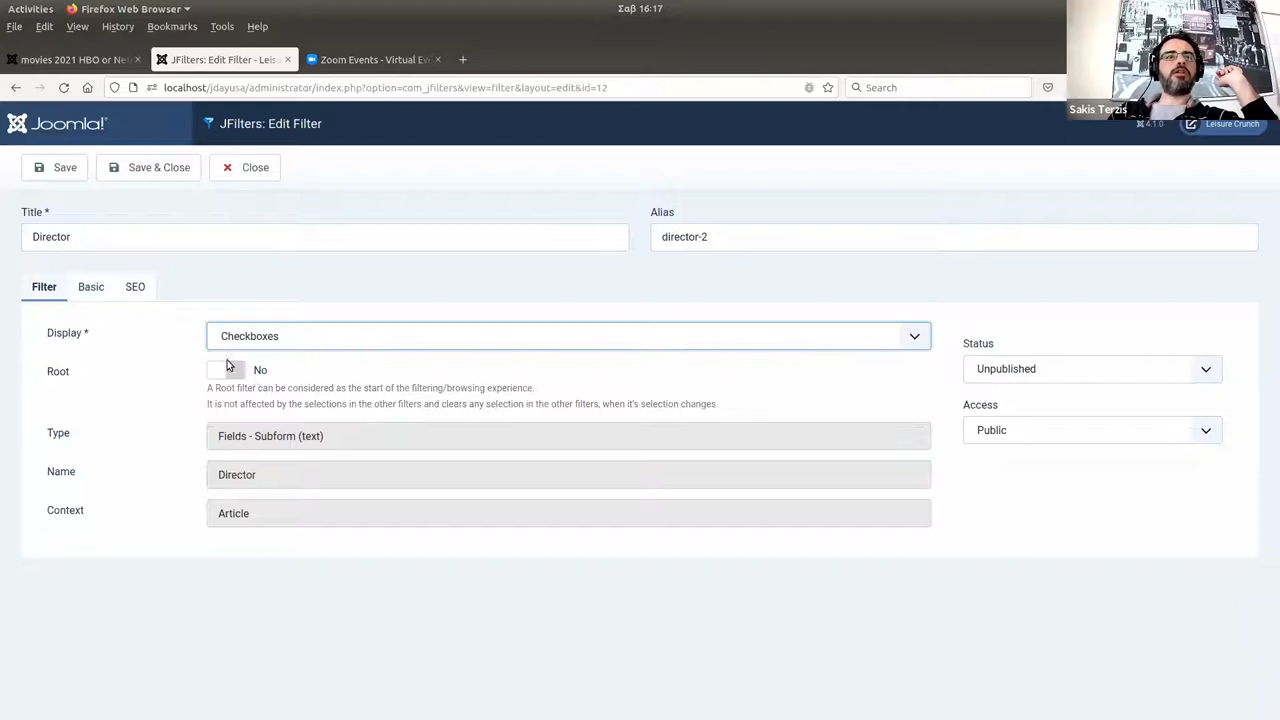 Activities Firefox Web Browser Σαβ 16:17
File Edit View History Bookmarks Tools Help
movies 2021 HBO or Ne JFilters: Edit Filter - Leisu Zoom Events - Virtual Ev
localhost/jdayusa/administrator/index.php?option=com_jfilters&view=filter&layout=edit&id=12 Search
Sakis Terzis
Joomla! JFilters: Edit Filter 4.1.0 Leisure Crunch
Save Save & Close Close
Title * Alias
Director director-2
Filter Basic SEO
Display * Checkboxes
Status
Root No Unpublished
A Root filter can be considered as the start of the filtering/browsing experience.
It is not affected by the selections in the other filters and clears any selection in the other filters, when it's selection changes.
Access
Type Fields - Subform (text) Public
Name Director
Context Article